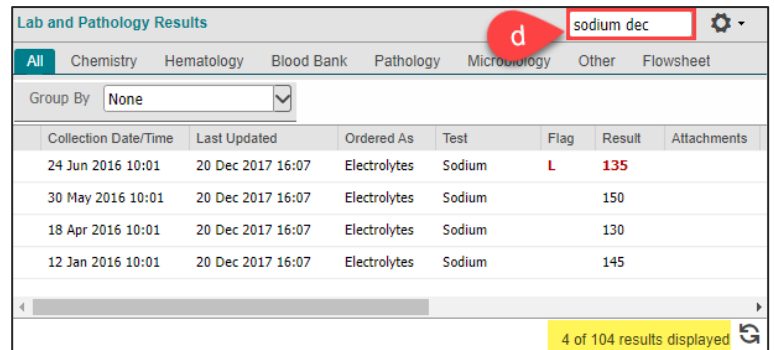 Lab and Pathology Results
d
sodium dec
All Chemistry Hematology Blood Bank Pathology Microbiology Other Flowsheet
Group By None
Collection Date/Time Last Updated Ordered As Test Flag Result Attachments
24 Jun 2016 10:01 20 Dec 2017 16:07 Electrolytes Sodium L 135
30 May 2016 10:01 20 Dec 2017 16:07 Electrolytes Sodium 150
18 Apr 2016 10:01 20 Dec 2017 16:07 Electrolytes Sodium 130
12 Jan 2016 10:01 20 Dec 2017 16:07 Electrolytes Sodium 145
4 of 104 results displayed